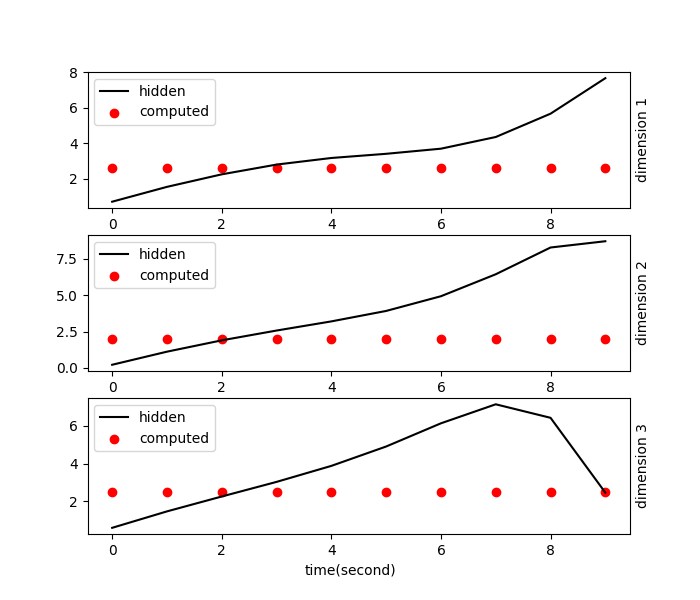 8
6
4
2
hidden
computed
dimension 1
0 2 4 6 8
7.5
5.0
2.5
0.0
hidden
computed
dimension 2
0 2 4 6 8
6
4
2
hidden
computed
dimension 3
0 2 4 6 8
time(second)